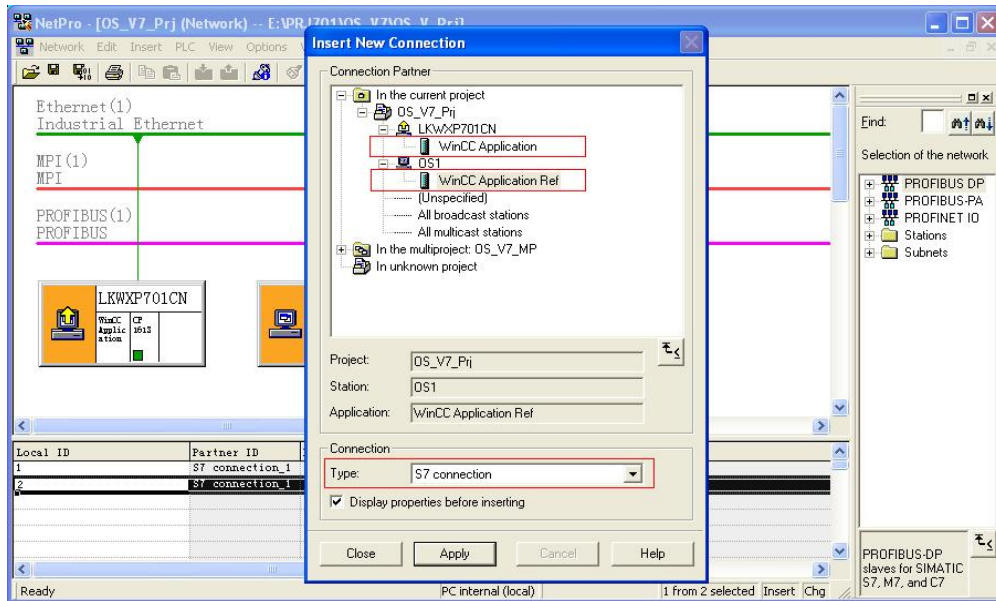 NetPro - [OS_V7_Prj (Network) -- E:\PRJ701\OS_V7\OS_V_Prj]
Network Edit Insert PLC View Options
Ethernet(1)
Industrial Ethernet
MPI(1)
MPI
PROFIBUS(1)
PROFIBUS
LKWXP701CN
WinCC
Applic
ation
CP
1613
Local ID Partner ID
1 S7 connection_1
2 S7 connection_1
Insert New Connection
Connection Partner
In the current project
OS_V7_Prj
LKWXP701CN
WinCC Application
OS1
WinCC Application Ref
(Unspecified)
All broadcast stations
All multicast stations
In the multiproject: OS_V7_MP
In unknown project
Project: OS_V7_Prj
Station: OS1
Application: WinCC Application Ref
Connection
Type: S7 connection
Display properties before inserting
Close Apply Cancel Help
Find:
Selection of the network
PROFIBUS DP
PROFIBUS-PA
PROFINET IO
Stations
Subnets
PROFIBUS-DP
slaves for SIMATIC
S7, M7, and C7
Ready PC internal (local) 1 from 2 selected Insert Chg